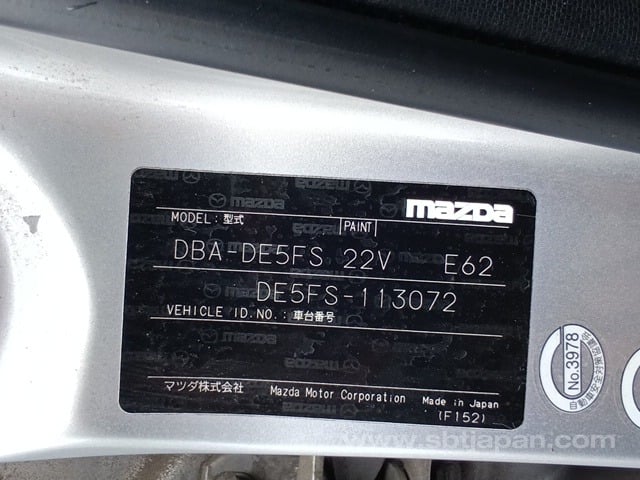 mazda
MODEL: 型式 PAINT
DBA-DE5FS 22V E62
DE5FS-113072
VEHICLE ID.NO.: 車台番号
マツダ株式会社 Mazda Motor Corporation Made in Japan
(F152)
No.3978
www.sbtjapan.com